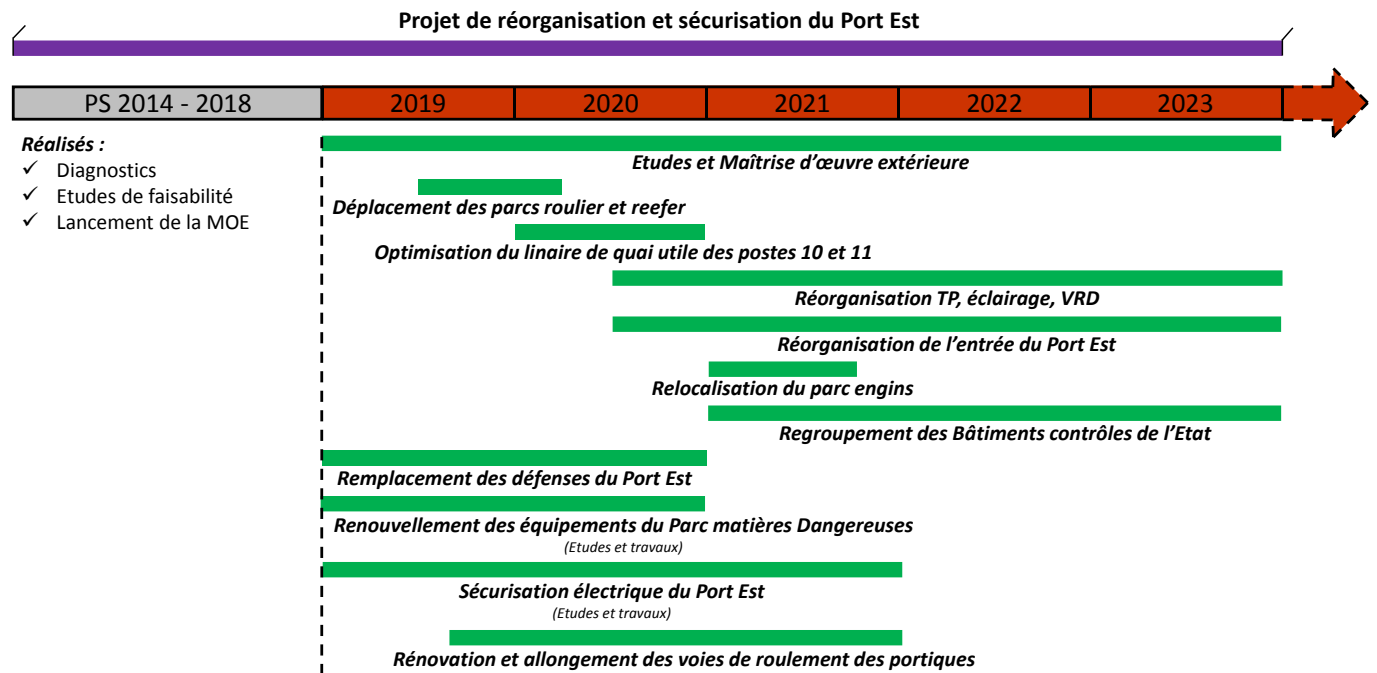 Projet de réorganisation et sécurisation du Port Est
PS 2014 - 2018 2019 2020 2021 2022 2023
Réalisés :
✓ Diagnostics
✓ Etudes de faisabilité
✓ Lancement de la MOE
Etudes et Maîtrise d'œuvre extérieure
Déplacement des parcs roulier et reefer
Optimisation du linaire de quai utile des postes 10 et 11
Réorganisation TP, éclairage, VRD
Réorganisation de l'entrée du Port Est
Relocalisation du parc engins
Regroupement des Bâtiments contrôles de l'Etat
Remplacement des défenses du Port Est
Renouvellement des équipements du Parc matières Dangereuses
(Etudes et travaux)
Sécurisation électrique du Port Est
(Etudes et travaux)
Rénovation et allongement des voies de roulement des portiques